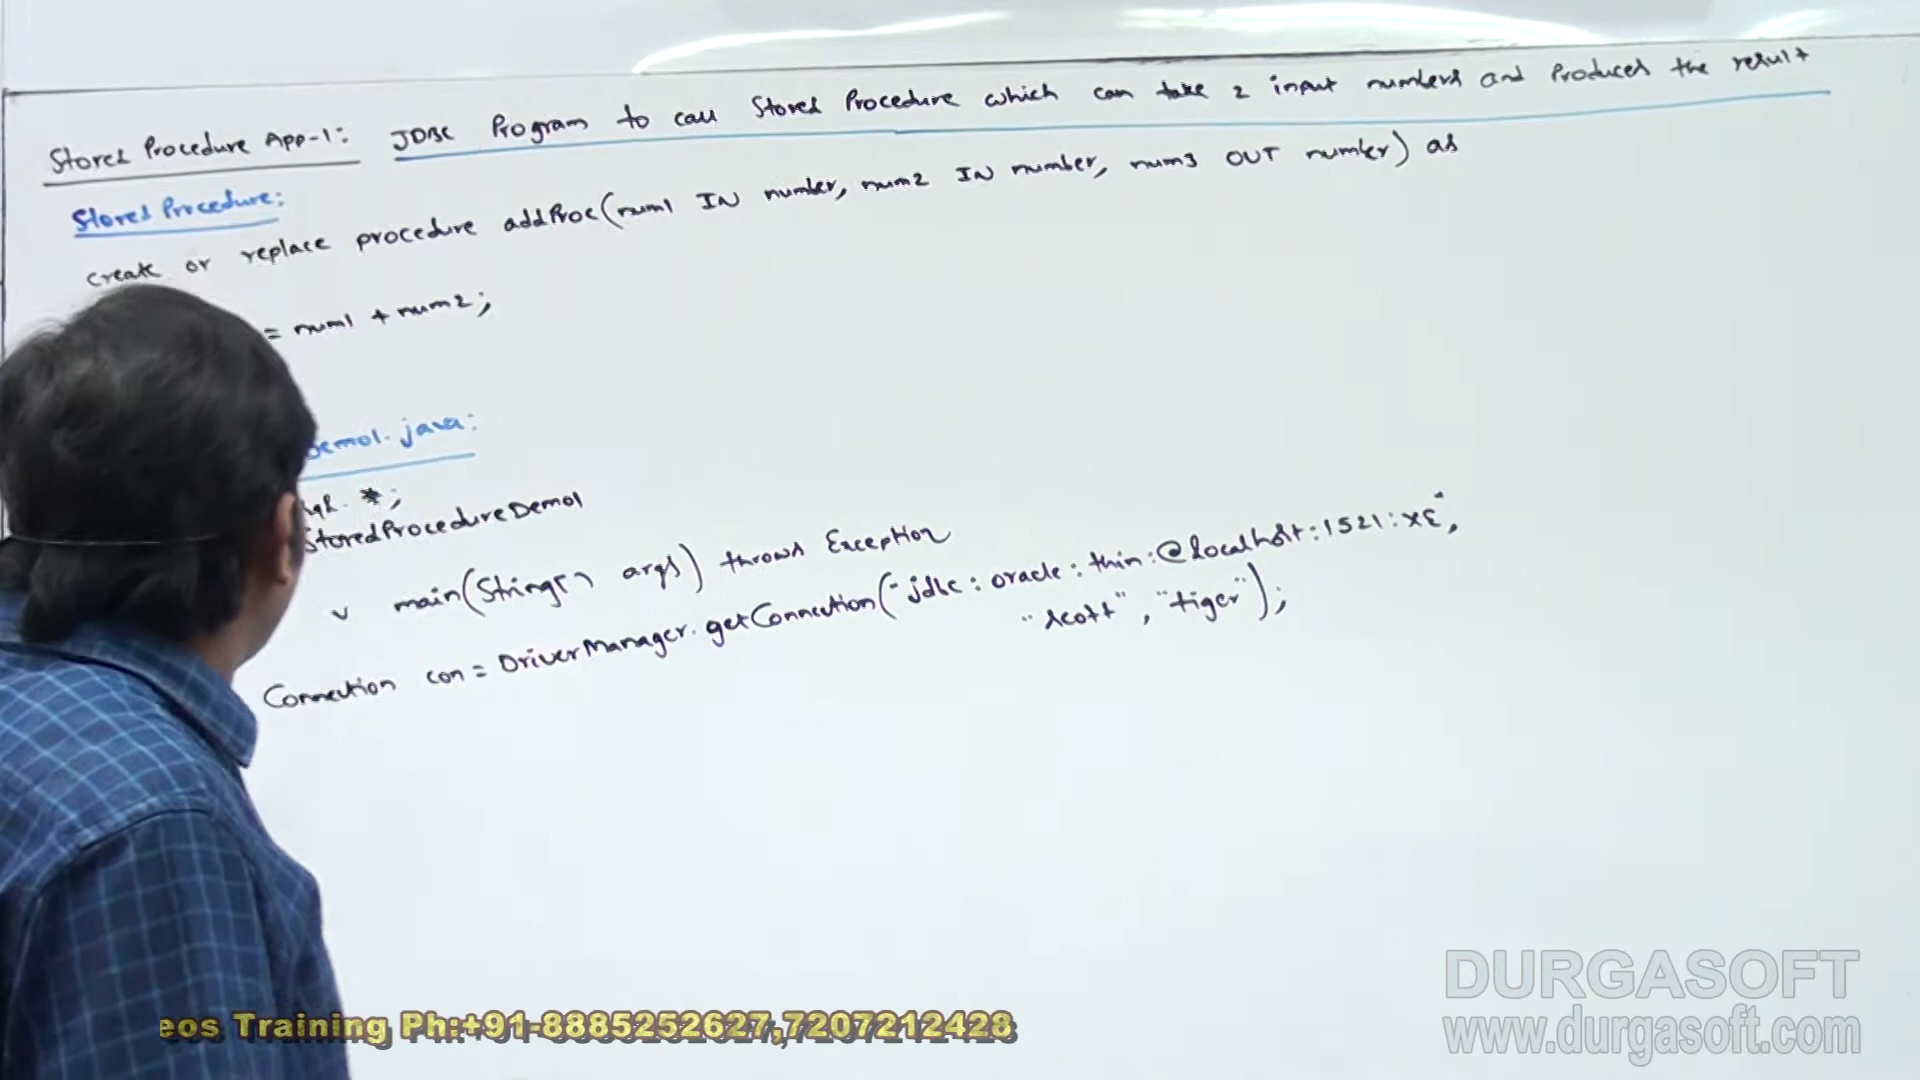 Stored Procedure App-1: JDBC Program to call Stored Procedure which can take 2 input numbers and Produces the result
Stored Procedure:
create or replace procedure addProc(num1 IN number, num2 IN number, num3 OUT number) as
= num1 + num2;
Demo1.java:
sql.*;
StoredProcedureDemo1
v main(String[] args) throws Exception
Connection con = DriverManager.getConnection("jdbc:oracle:thin:@localhost:1521:XE",
"scott", "tiger");
DURGASOFT
www.durgasoft.com
eos Training Ph:+91-8885252627,7207212428